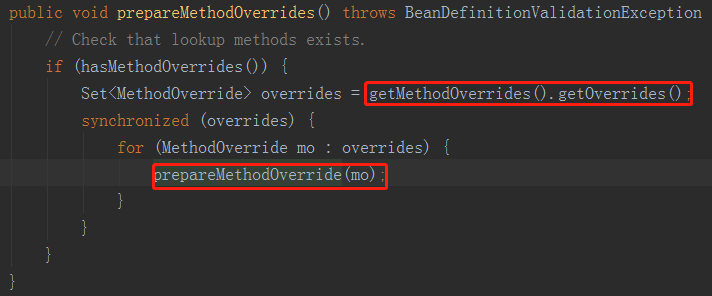 public void prepareMethodOverrides() throws BeanDefinitionValidationException
// Check that lookup methods exists.
if (hasMethodOverrides()) {
Set<MethodOverride> overrides = getMethodOverrides().getOverrides();
synchronized (overrides) {
for (MethodOverride mo : overrides) {
prepareMethodOverride(mo);
}
}
}
}